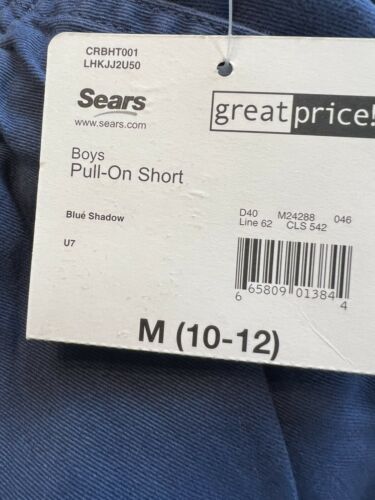 CRBHT001
LHKJJ2U50
Sears
www.sears.com
great price!
Boys
Pull-On Short
Blue Shadow
U7
D40 M24288 046
Line 62 CLS 542
6 65809 01384 4
M (10-12)